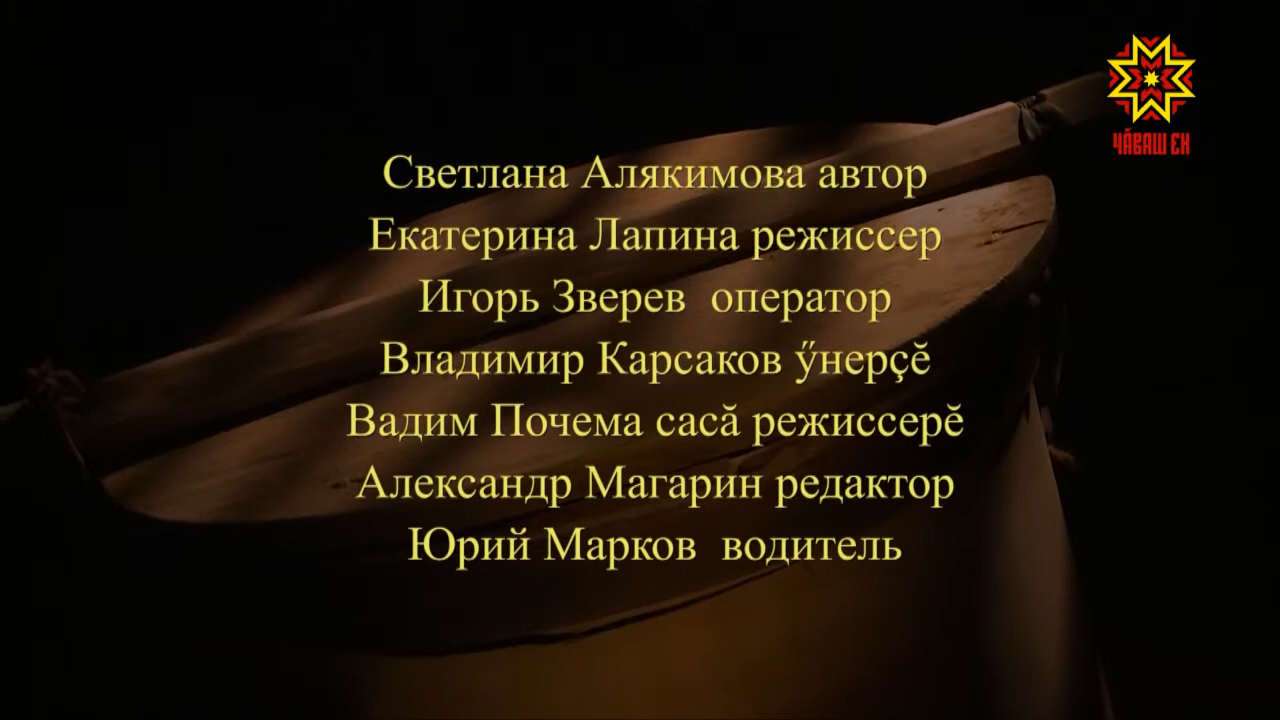 ЧӐВАШ ЕН
Светлана Алякимова автор
Екатерина Лапина режиссер
Игорь Зверев  оператор
Владимир Карсаков ӳнерҫӗ
Вадим Почема сасӑ режиссерӗ
Александр Магарин редактор
Юрий Марков  водитель